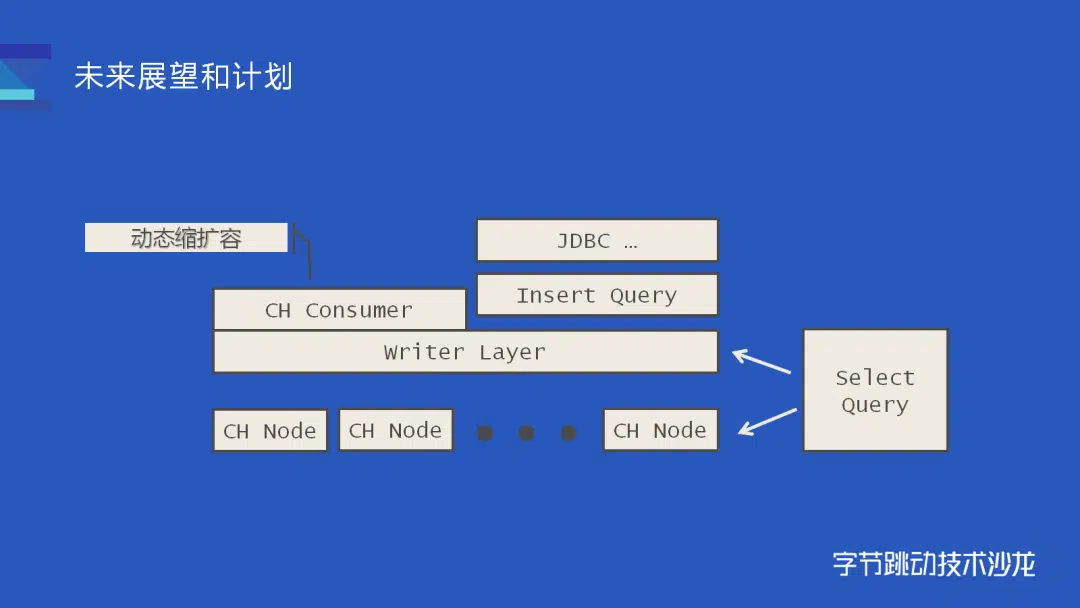 未来展望和计划
动态缩扩容
JDBC …
Insert Query
CH Consumer
Writer Layer
Select
Query
CH Node
CH Node
CH Node
字节跳动技术沙龙